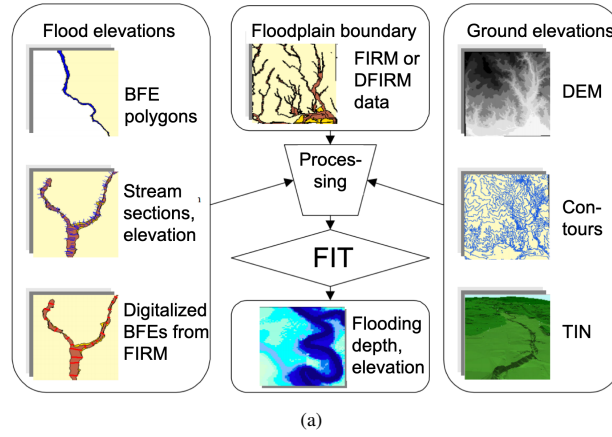 Flood elevations
BFE
polygons
Stream
sections,
elevation
Digitalized
BFEs from
FIRM
Floodplain boundary
FIRM or
DFIRM
data
Proces-
sing
FIT
Flooding
depth,
elevation
Ground elevations
DEM
Con-
tours
TIN
(a)